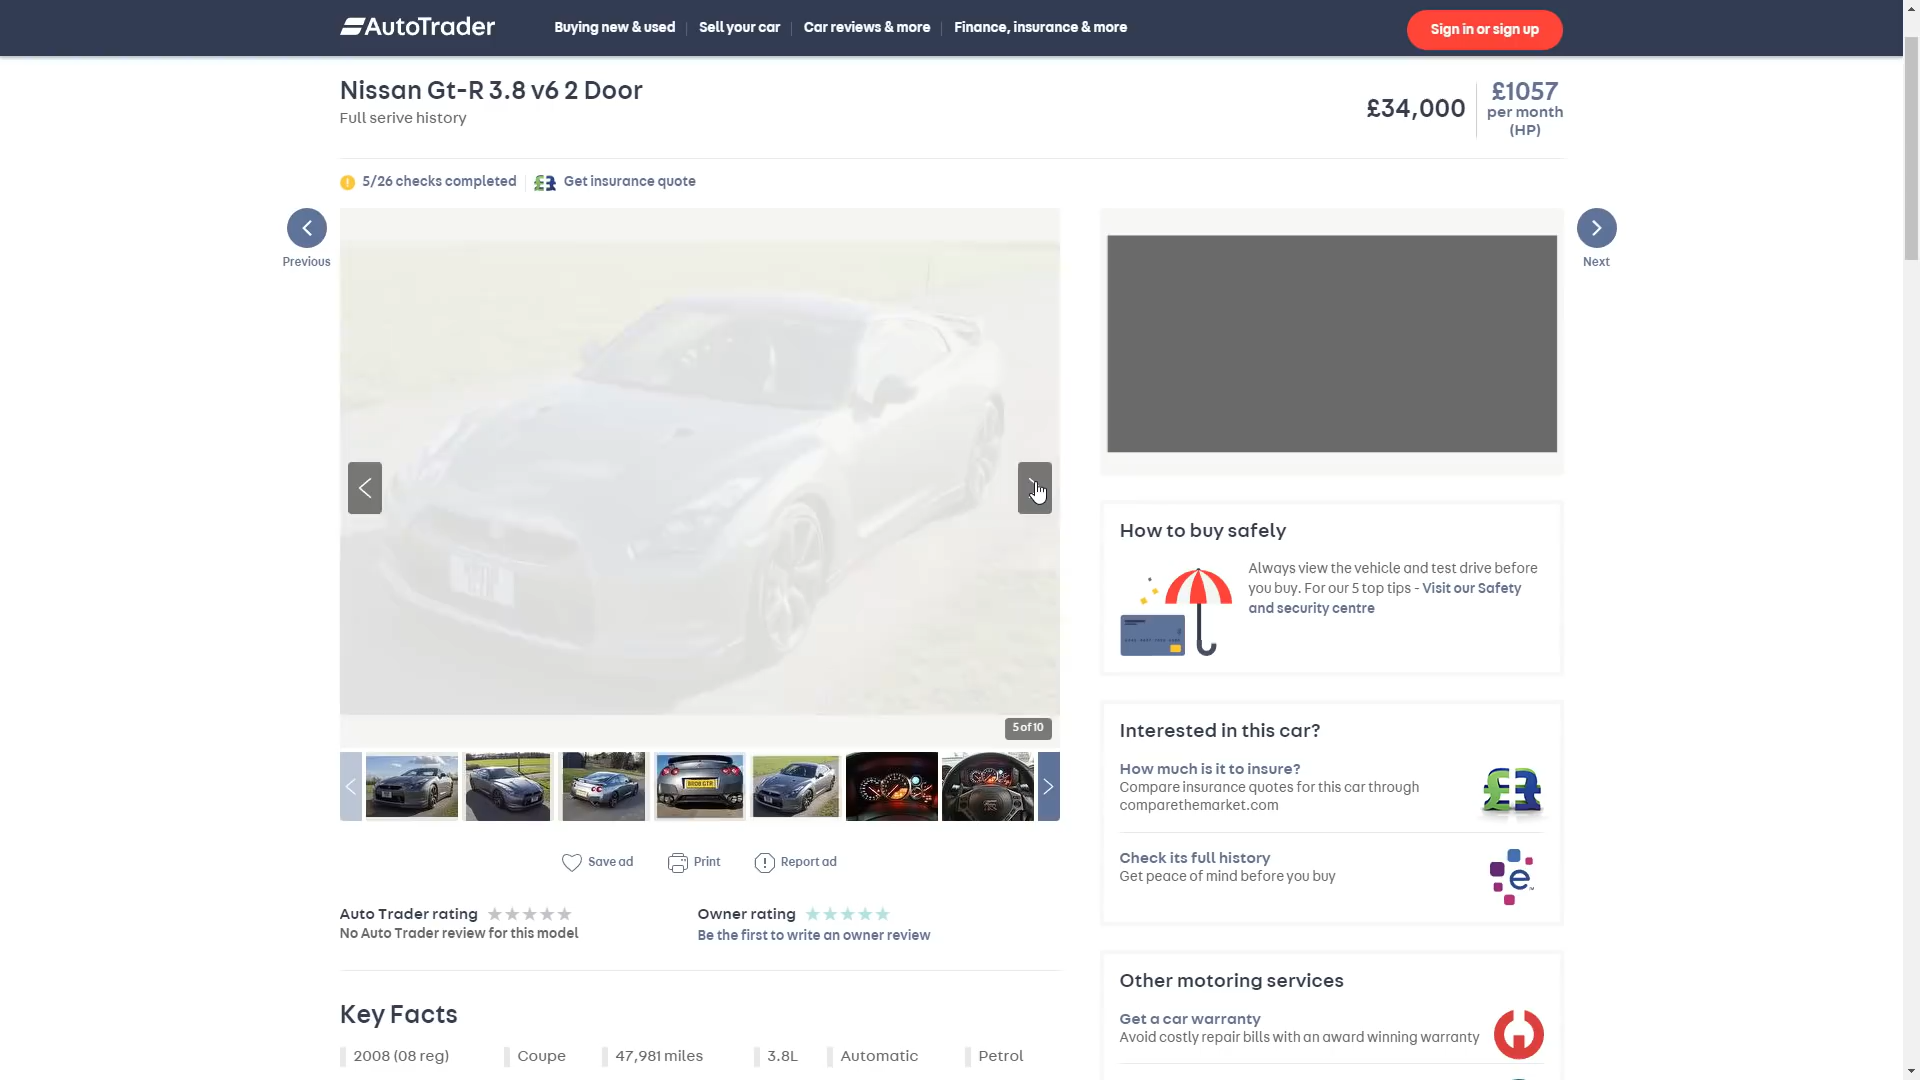 AutoTrader
Buying new & used
Sell your car
Car reviews & more
Finance, insurance & more
Sign in or sign up
Nissan Gt-R 3.8 v6 2 Door
Full serive history
£34,000
£1057
per month
(HP)
5/26 checks completed
Get insurance quote
Previous
Next
5 of 10
BR08 GTR
Save ad
Print
Report ad
Auto Trader rating
No Auto Trader review for this model
Owner rating
Be the first to write an owner review
Key Facts
2008 (08 reg)
Coupe
47,981 miles
3.8L
Automatic
Petrol
How to buy safely
Always view the vehicle and test drive before
you buy. For our 5 top tips - Visit our Safety
and security centre
Interested in this car?
How much is it to insure?
Compare insurance quotes for this car through
comparethemarket.com
Check its full history
Get peace of mind before you buy
Other motoring services
Get a car warranty
Avoid costly repair bills with an award winning warranty